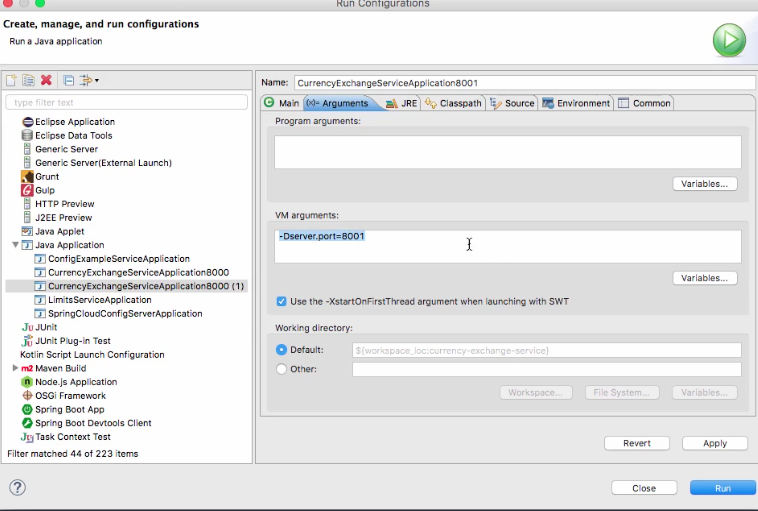 Run Configurations
Create, manage, and run configurations
Run a Java application
type filter text
Eclipse Application
Eclipse Data Tools
Generic Server
Generic Server(External Launch)
Grunt
Gulp
HTTP Preview
J2EE Preview
Java Applet
Java Application
ConfigExampleServiceApplication
CurrencyExchangeServiceApplication8000
CurrencyExchangeServiceApplication8000 (1)
LimitsServiceApplication
SpringCloudConfigServerApplication
JUnit
JUnit Plug-in Test
Kotlin Script Launch Configuration
Maven Build
Node.js Application
OSGi Framework
Spring Boot App
Spring Boot Devtools Client
Task Context Test
Filter matched 44 of 223 items
Name: CurrencyExchangeServiceApplication8001
Main (x)= Arguments JRE Classpath Source Environment Common
Program arguments:
Variables...
VM arguments:
-Dserver.port=8001
Variables...
Use the -XstartOnFirstThread argument when launching with SWT
Working directory:
Default: ${workspace_loc:currency-exchange-service}
Other:
Workspace... File System... Variables...
Revert Apply
Close Run